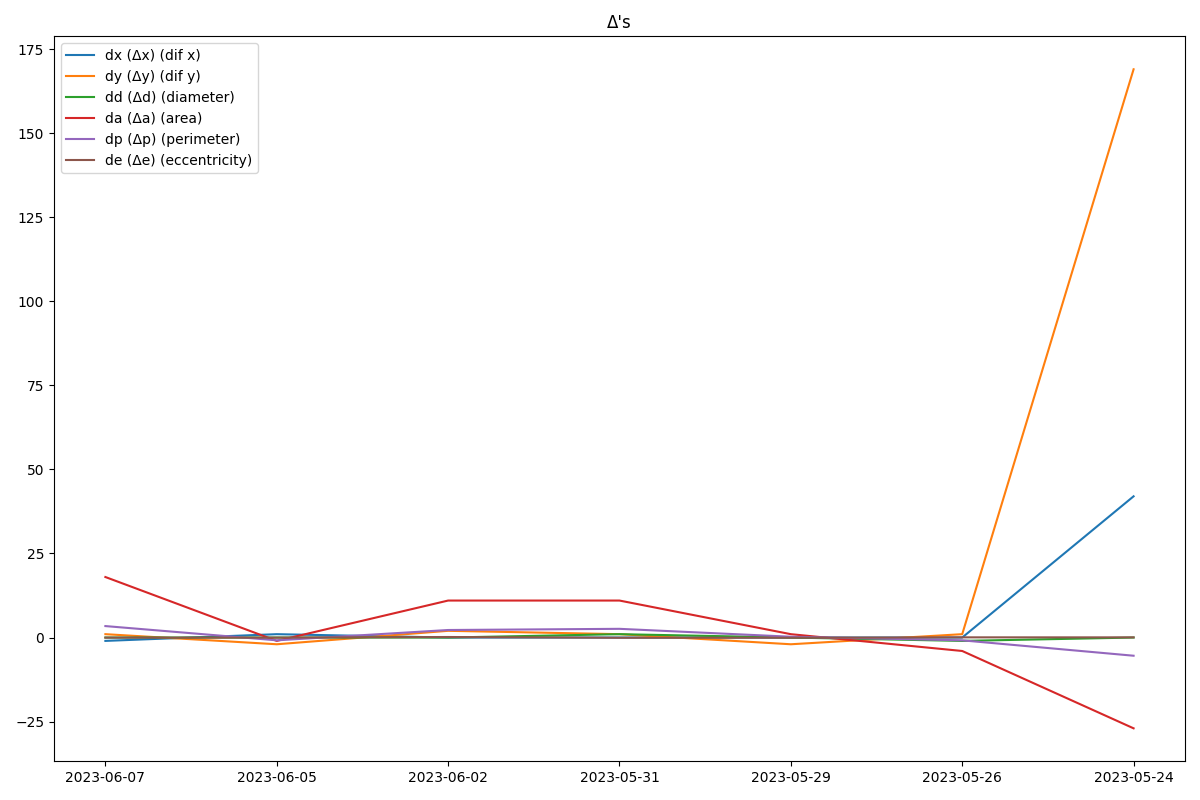 Δ's
dx (Δx) (dif x)
dy (Δy) (dif y)
dd (Δd) (diameter)
da (Δa) (area)
dp (Δp) (perimeter)
de (Δe) (eccentricity)
175
150
125
100
75
50
25
0
−25
2023-06-07 2023-06-05 2023-06-02 2023-05-31 2023-05-29 2023-05-26 2023-05-24